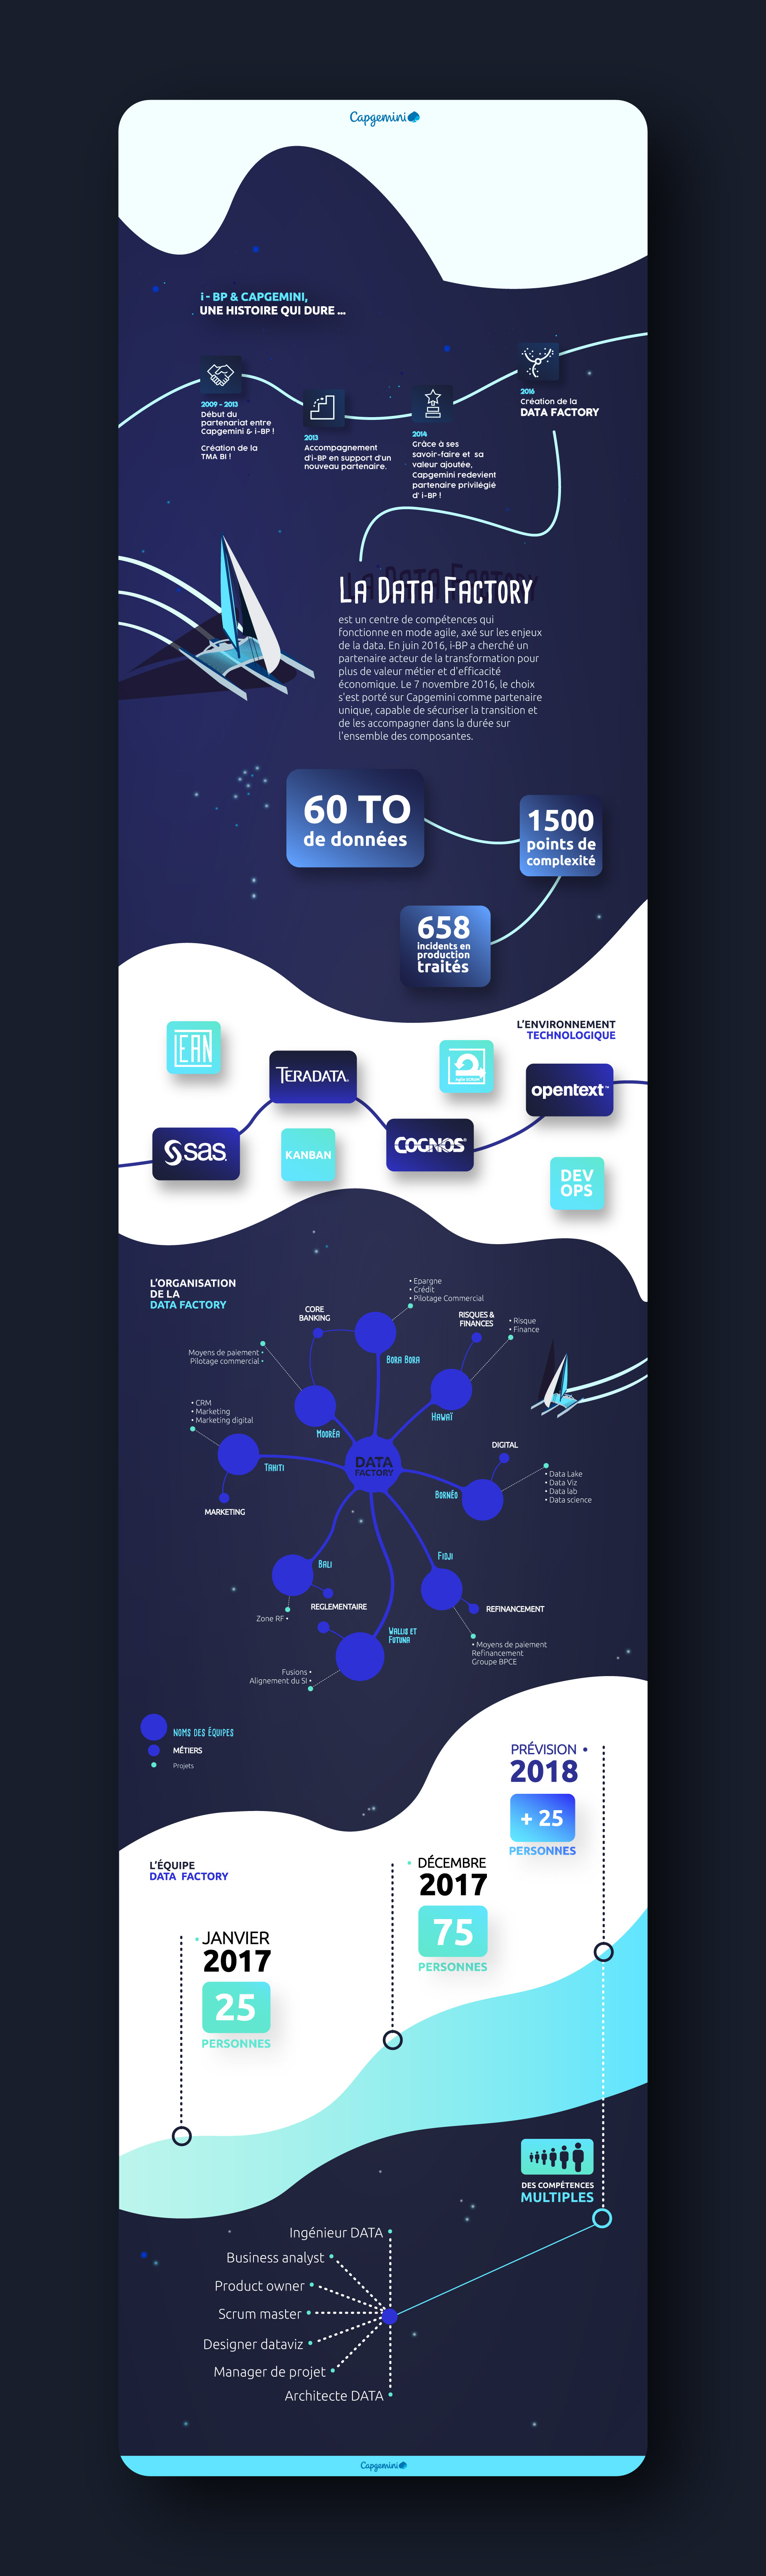 Capgemini
i - BP & CAPGEMINI,
UNE HISTOIRE QUI DURE ...
2009 - 2013
Début du
partenariat entre
Capgemini & i-BP !
Création de la
TMA BI !
2013
Accompagnement
d'i-BP en support d'un
nouveau partenaire.
2014
Grâce à ses
savoir-faire et sa
valeur ajoutée,
Capgemini redevient
partenaire privilégié
d' i-BP !
2016
Création de la
DATA FACTORY
LA DATA FACTORY
est un centre de compétences qui
fonctionne en mode agile, axé sur les enjeux
de la data. En juin 2016, i-BP a cherché un
partenaire acteur de la transformation pour
plus de valeur métier et d'efficacité
économique. Le 7 novembre 2016, le choix
s'est porté sur Capgemini comme partenaire
unique, capable de sécuriser la transition et
de les accompagner dans la durée sur
l'ensemble des composantes.
60 TO
de données
1500
points de
complexité
658
incidents en
production
traités
L'ENVIRONNEMENT
TECHNOLOGIQUE
LEAN
TERADATA.
Agile SCRUM
opentext™
sas
KANBAN
COGNOS®
DEV
OPS
L'ORGANISATION
DE LA
DATA FACTORY
CORE
BANKING
• Epargne
• Crédit
• Pilotage Commercial
BORA BORA
RISQUES &
FINANCES
• Risque
• Finance
HAWAÏ
Moyens de paiement •
Pilotage commercial •
MOORÉA
• CRM
• Marketing
• Marketing digital
TAHITI
MARKETING
DATA
FACTORY
DIGITAL
BORNÉO
• Data Lake
• Data Viz
• Data lab
• Data science
BALI
REGLEMENTAIRE
Zone RF •
FIDJI
REFINANCEMENT
• Moyens de paiement
Refinancement
Groupe BPCE
WALLIS ET
FUTUNA
Fusions •
Alignement du SI •
NOMS DES ÉQUIPES
MÉTIERS
Projets
L'ÉQUIPE
DATA FACTORY
JANVIER
2017
25
PERSONNES
DÉCEMBRE
2017
75
PERSONNES
PRÉVISION
2018
+ 25
PERSONNES
DES COMPÉTENCES
MULTIPLES
Ingénieur DATA
Business analyst
Product owner
Scrum master
Designer dataviz
Manager de projet
Architecte DATA
Capgemini